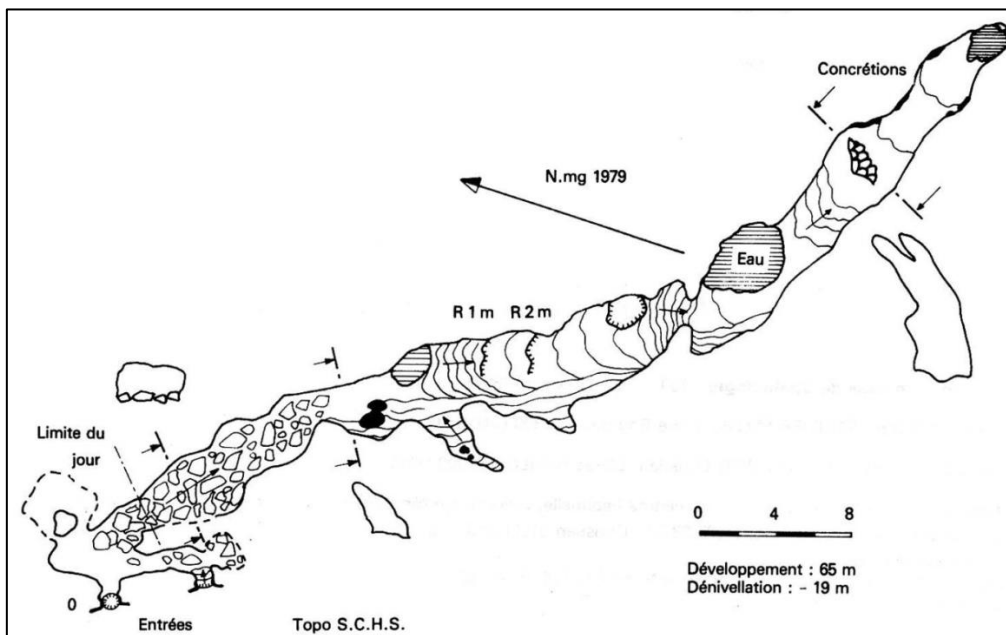 Concrétions
N.mg 1979
Eau
R 1 m R 2 m
Limite du
jour
0 4 8
Développement : 65 m
Dénivellation : - 19 m
0
Entrées
Topo S.C.H.S.